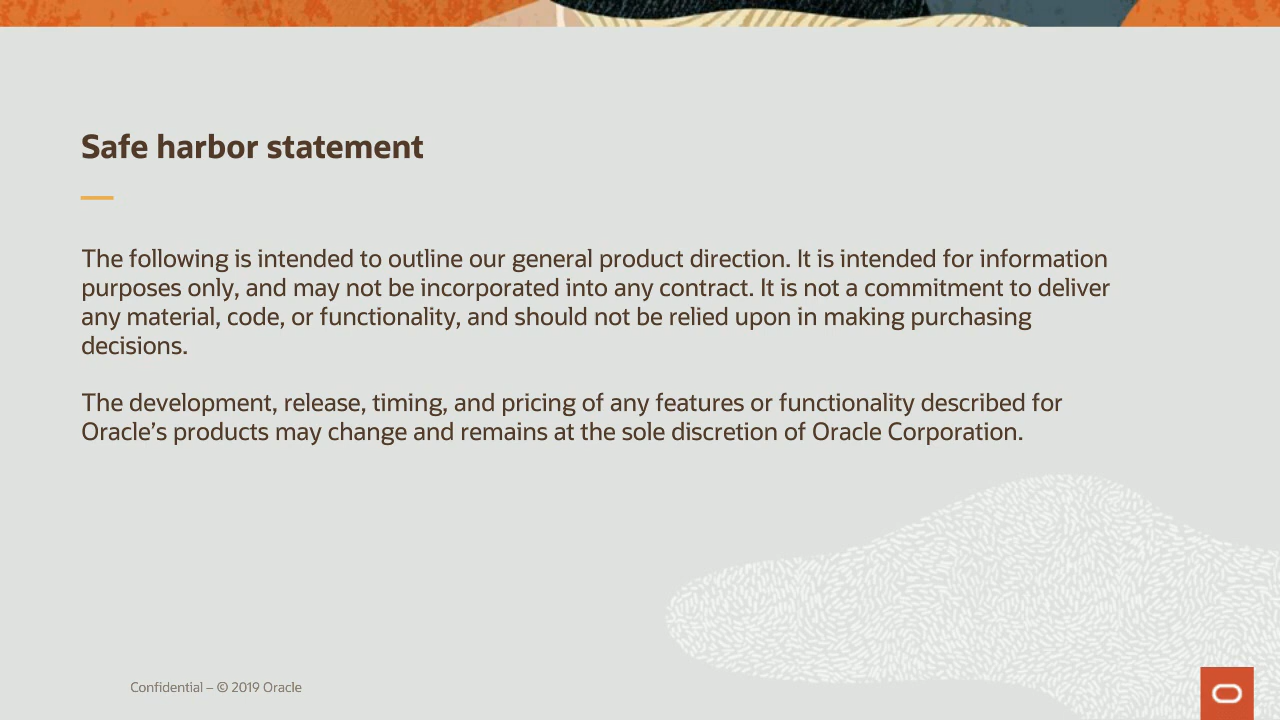 Safe harbor statement
The following is intended to outline our general product direction. It is intended for information
purposes only, and may not be incorporated into any contract. It is not a commitment to deliver
any material, code, or functionality, and should not be relied upon in making purchasing
decisions.
The development, release, timing, and pricing of any features or functionality described for
Oracle’s products may change and remains at the sole discretion of Oracle Corporation.
Confidential – © 2019 Oracle